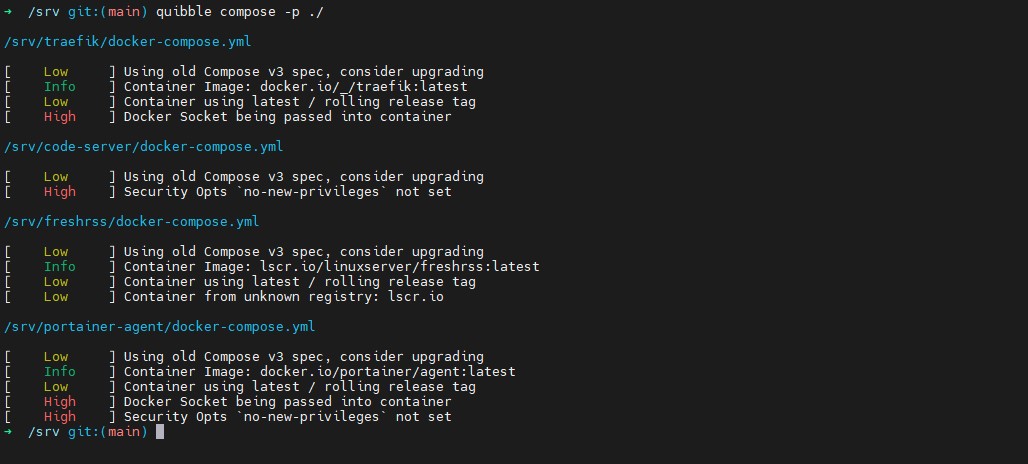 ➜  /srv git:(main) quibble compose -p ./
/srv/traefik/docker-compose.yml
[    Low     ] Using old Compose v3 spec, consider upgrading
[    Info    ] Container Image: docker.io/_/traefik:latest
[    Low     ] Container using latest / rolling release tag
[    High    ] Docker Socket being passed into container
/srv/code-server/docker-compose.yml
[    Low     ] Using old Compose v3 spec, consider upgrading
[    High    ] Security Opts `no-new-privileges` not set
/srv/freshrss/docker-compose.yml
[    Low     ] Using old Compose v3 spec, consider upgrading
[    Info    ] Container Image: lscr.io/linuxserver/freshrss:latest
[    Low     ] Container using latest / rolling release tag
[    Low     ] Container from unknown registry: lscr.io
/srv/portainer-agent/docker-compose.yml
[    Low     ] Using old Compose v3 spec, consider upgrading
[    Info    ] Container Image: docker.io/portainer/agent:latest
[    Low     ] Container using latest / rolling release tag
[    High    ] Docker Socket being passed into container
[    High    ] Security Opts `no-new-privileges` not set
➜  /srv git:(main)